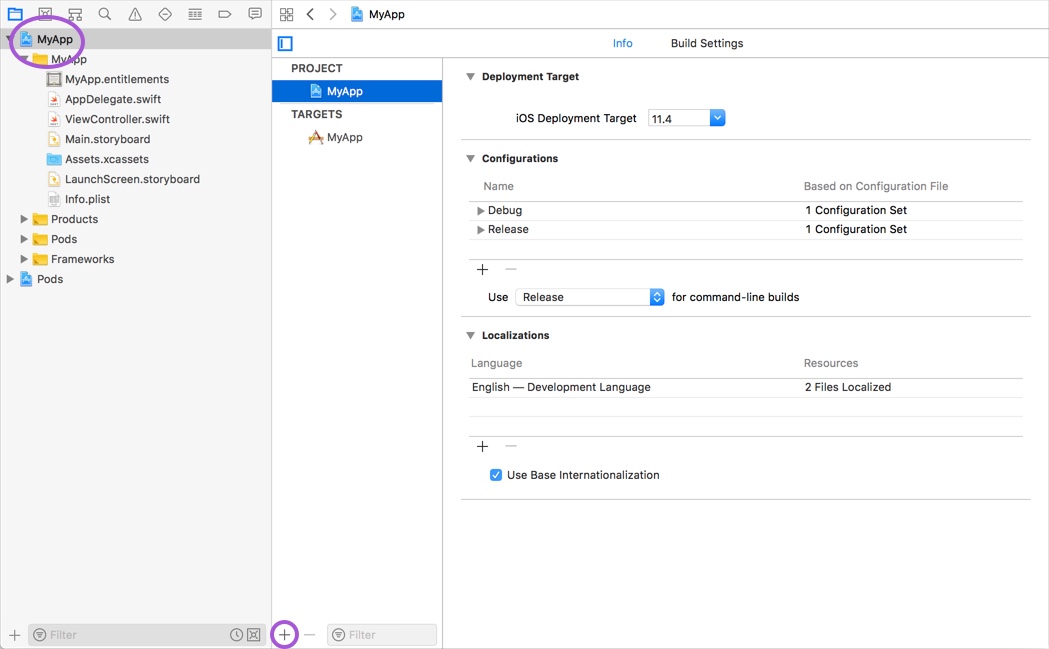 MyApp
MyApp
MyApp
MyApp.entitlements
AppDelegate.swift
ViewController.swift
Main.storyboard
Assets.xcassets
LaunchScreen.storyboard
Info.plist
Products
Pods
Frameworks
Pods
Filter
PROJECT
MyApp
TARGETS
MyApp
Filter
Info Build Settings
Deployment Target
iOS Deployment Target 11.4
Configurations
Name Based on Configuration File
Debug 1 Configuration Set
Release 1 Configuration Set
Use Release for command-line builds
Localizations
Language Resources
English — Development Language 2 Files Localized
Use Base Internationalization